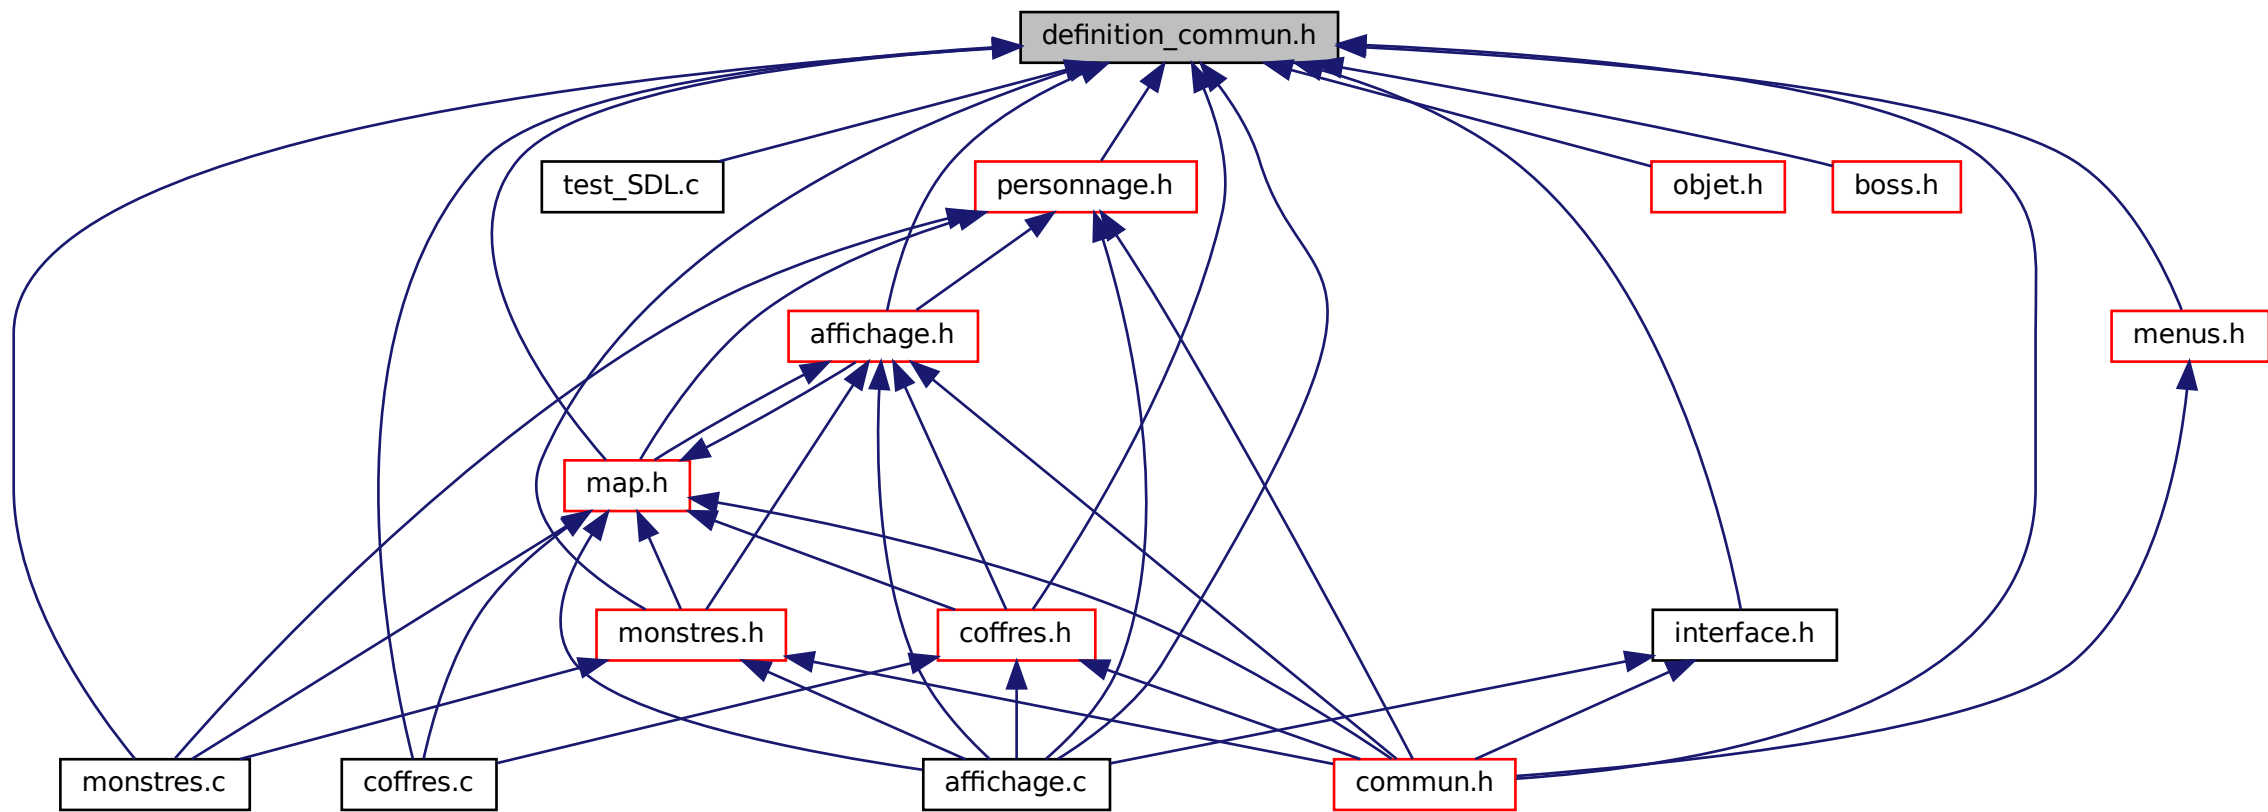 definition_commun.h
test_SDL.c
personnage.h
objet.h
boss.h
affichage.h
menus.h
map.h
monstres.h
coffres.h
interface.h
monstres.c
coffres.c
affichage.c
commun.h